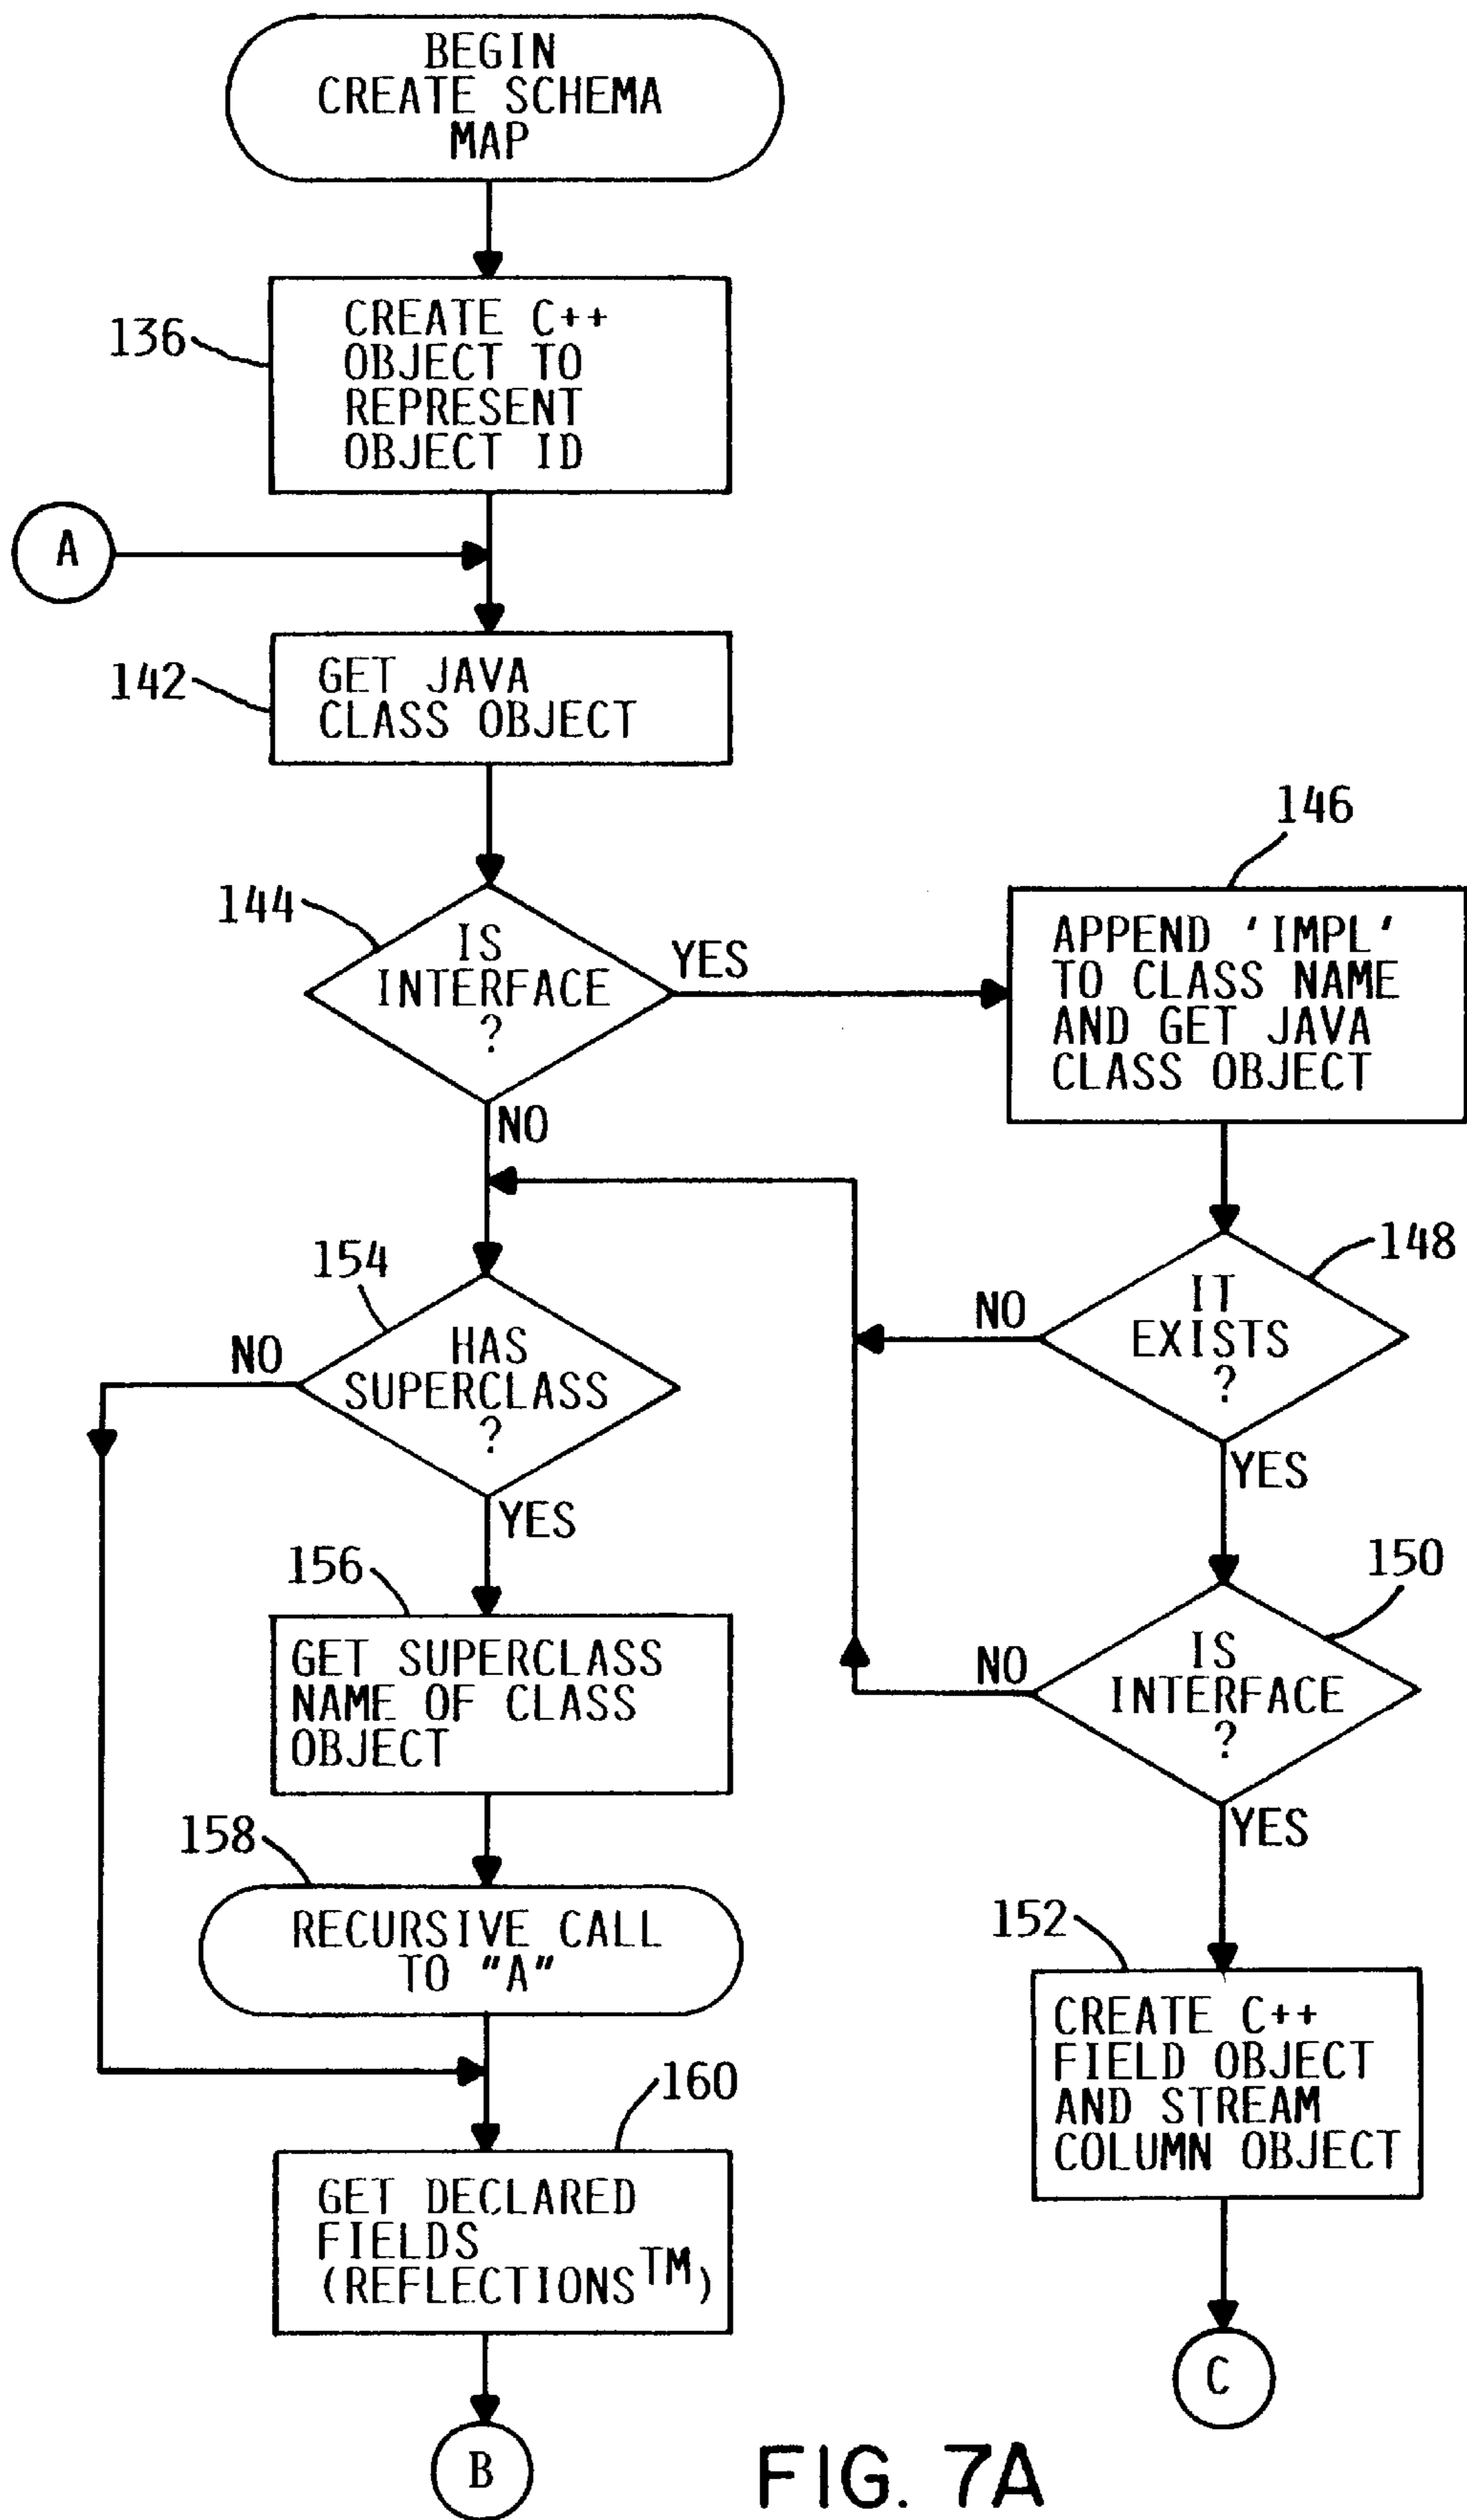 BEGIN
CREATE SCHEMA
MAP
136
CREATE C++
OBJECT TO
REPRESENT
OBJECT ID
A
142
GET JAVA
CLASS OBJECT
144
IS
INTERFACE
?
YES
NO
146
APPEND 'IMPL'
TO CLASS NAME
AND GET JAVA
CLASS OBJECT
148
IT
EXISTS
?
NO
YES
150
IS
INTERFACE
?
NO
YES
152
CREATE C++
FIELD OBJECT
AND STREAM
COLUMN OBJECT
C
154
HAS
SUPERCLASS
?
NO
YES
156
GET SUPERCLASS
NAME OF CLASS
OBJECT
158
RECURSIVE CALL
TO "A"
160
GET DECLARED
FIELDS
(REFLECTIONS™)
B
FIG. 7A